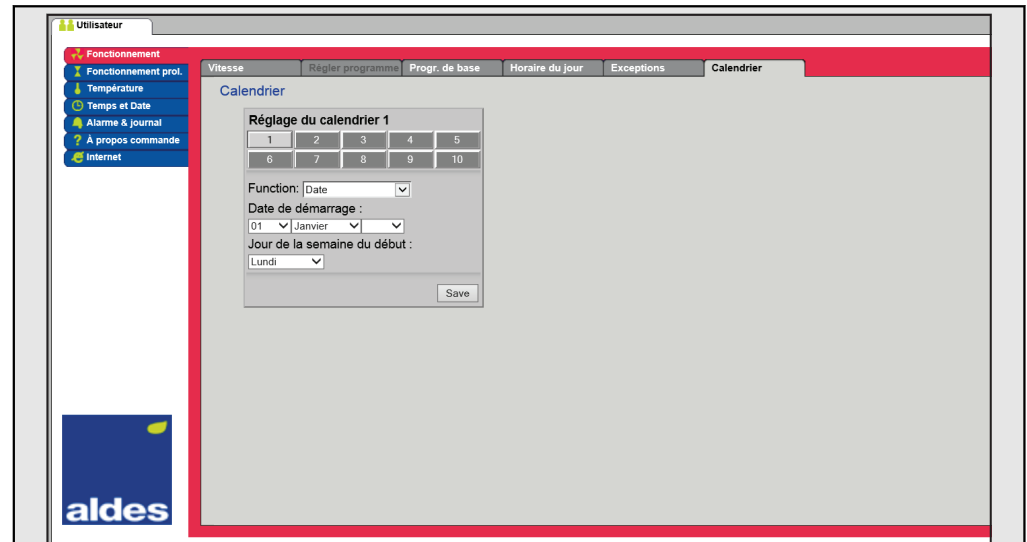 Utilisateur
Fonctionnement
Fonctionnement prol.
Température
Temps et Date
Alarme & journal
À propos commande
Internet
Vitesse Régler programme Progr. de base Horaire du jour Exceptions Calendrier
Calendrier
Réglage du calendrier 1
1 2 3 4 5
6 7 8 9 10
Function: Date
Date de démarrage :
01 Janvier
Jour de la semaine du début :
Lundi
Save
aldes